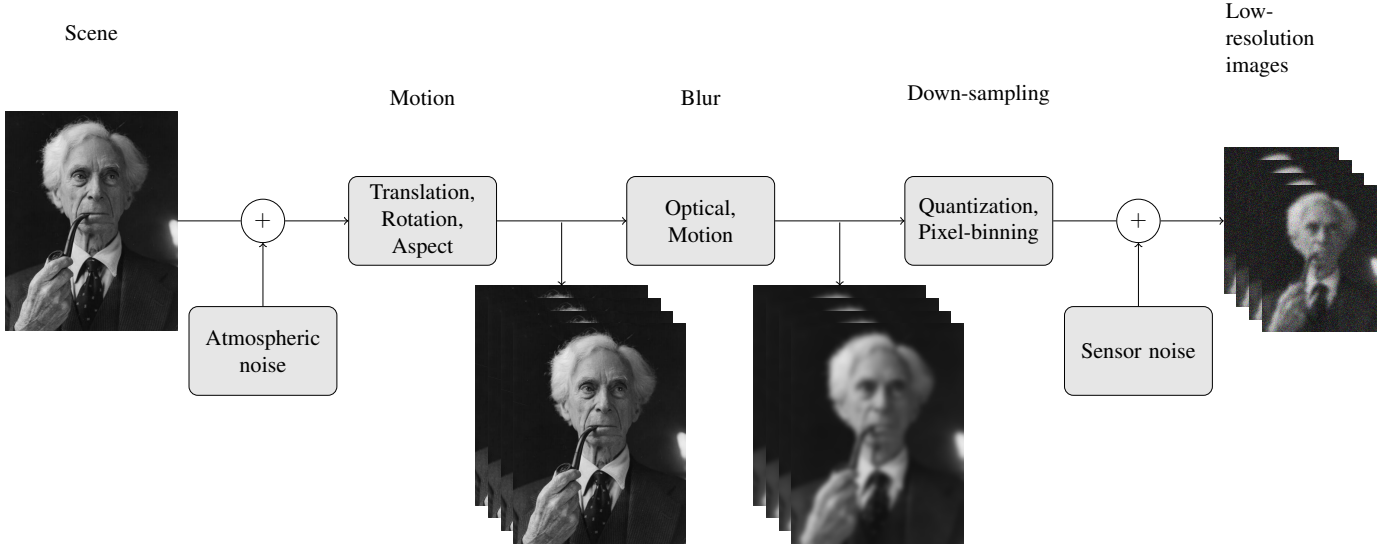 Scene
Motion
Blur
Down-sampling
Low-
resolution
images
+
Translation,
Rotation,
Aspect
Optical,
Motion
Quantization,
Pixel-binning
+
Atmospheric
noise
Sensor noise